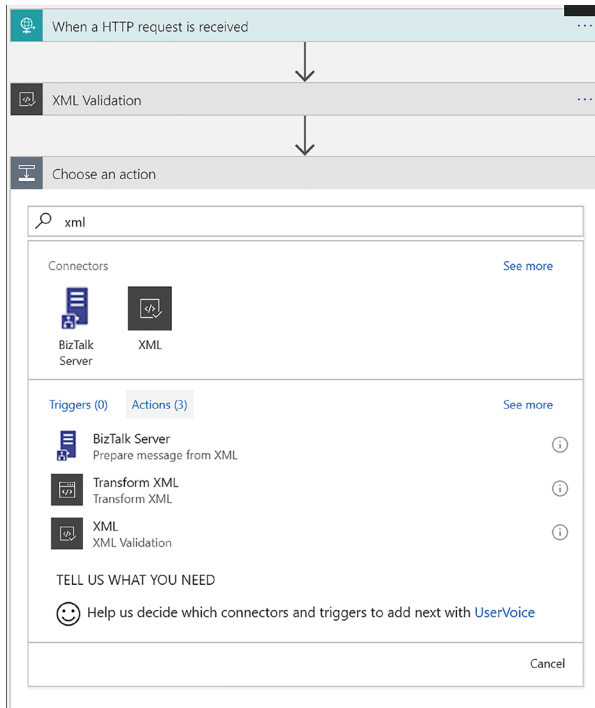 When a HTTP request is received
XML Validation
Choose an action
xml
Connectors See more
BizTalk Server XML
Triggers (0) Actions (3) See more
BizTalk Server
Prepare message from XML
Transform XML
Transform XML
XML
XML Validation
TELL US WHAT YOU NEED
Help us decide which connectors and triggers to add next with UserVoice
Cancel